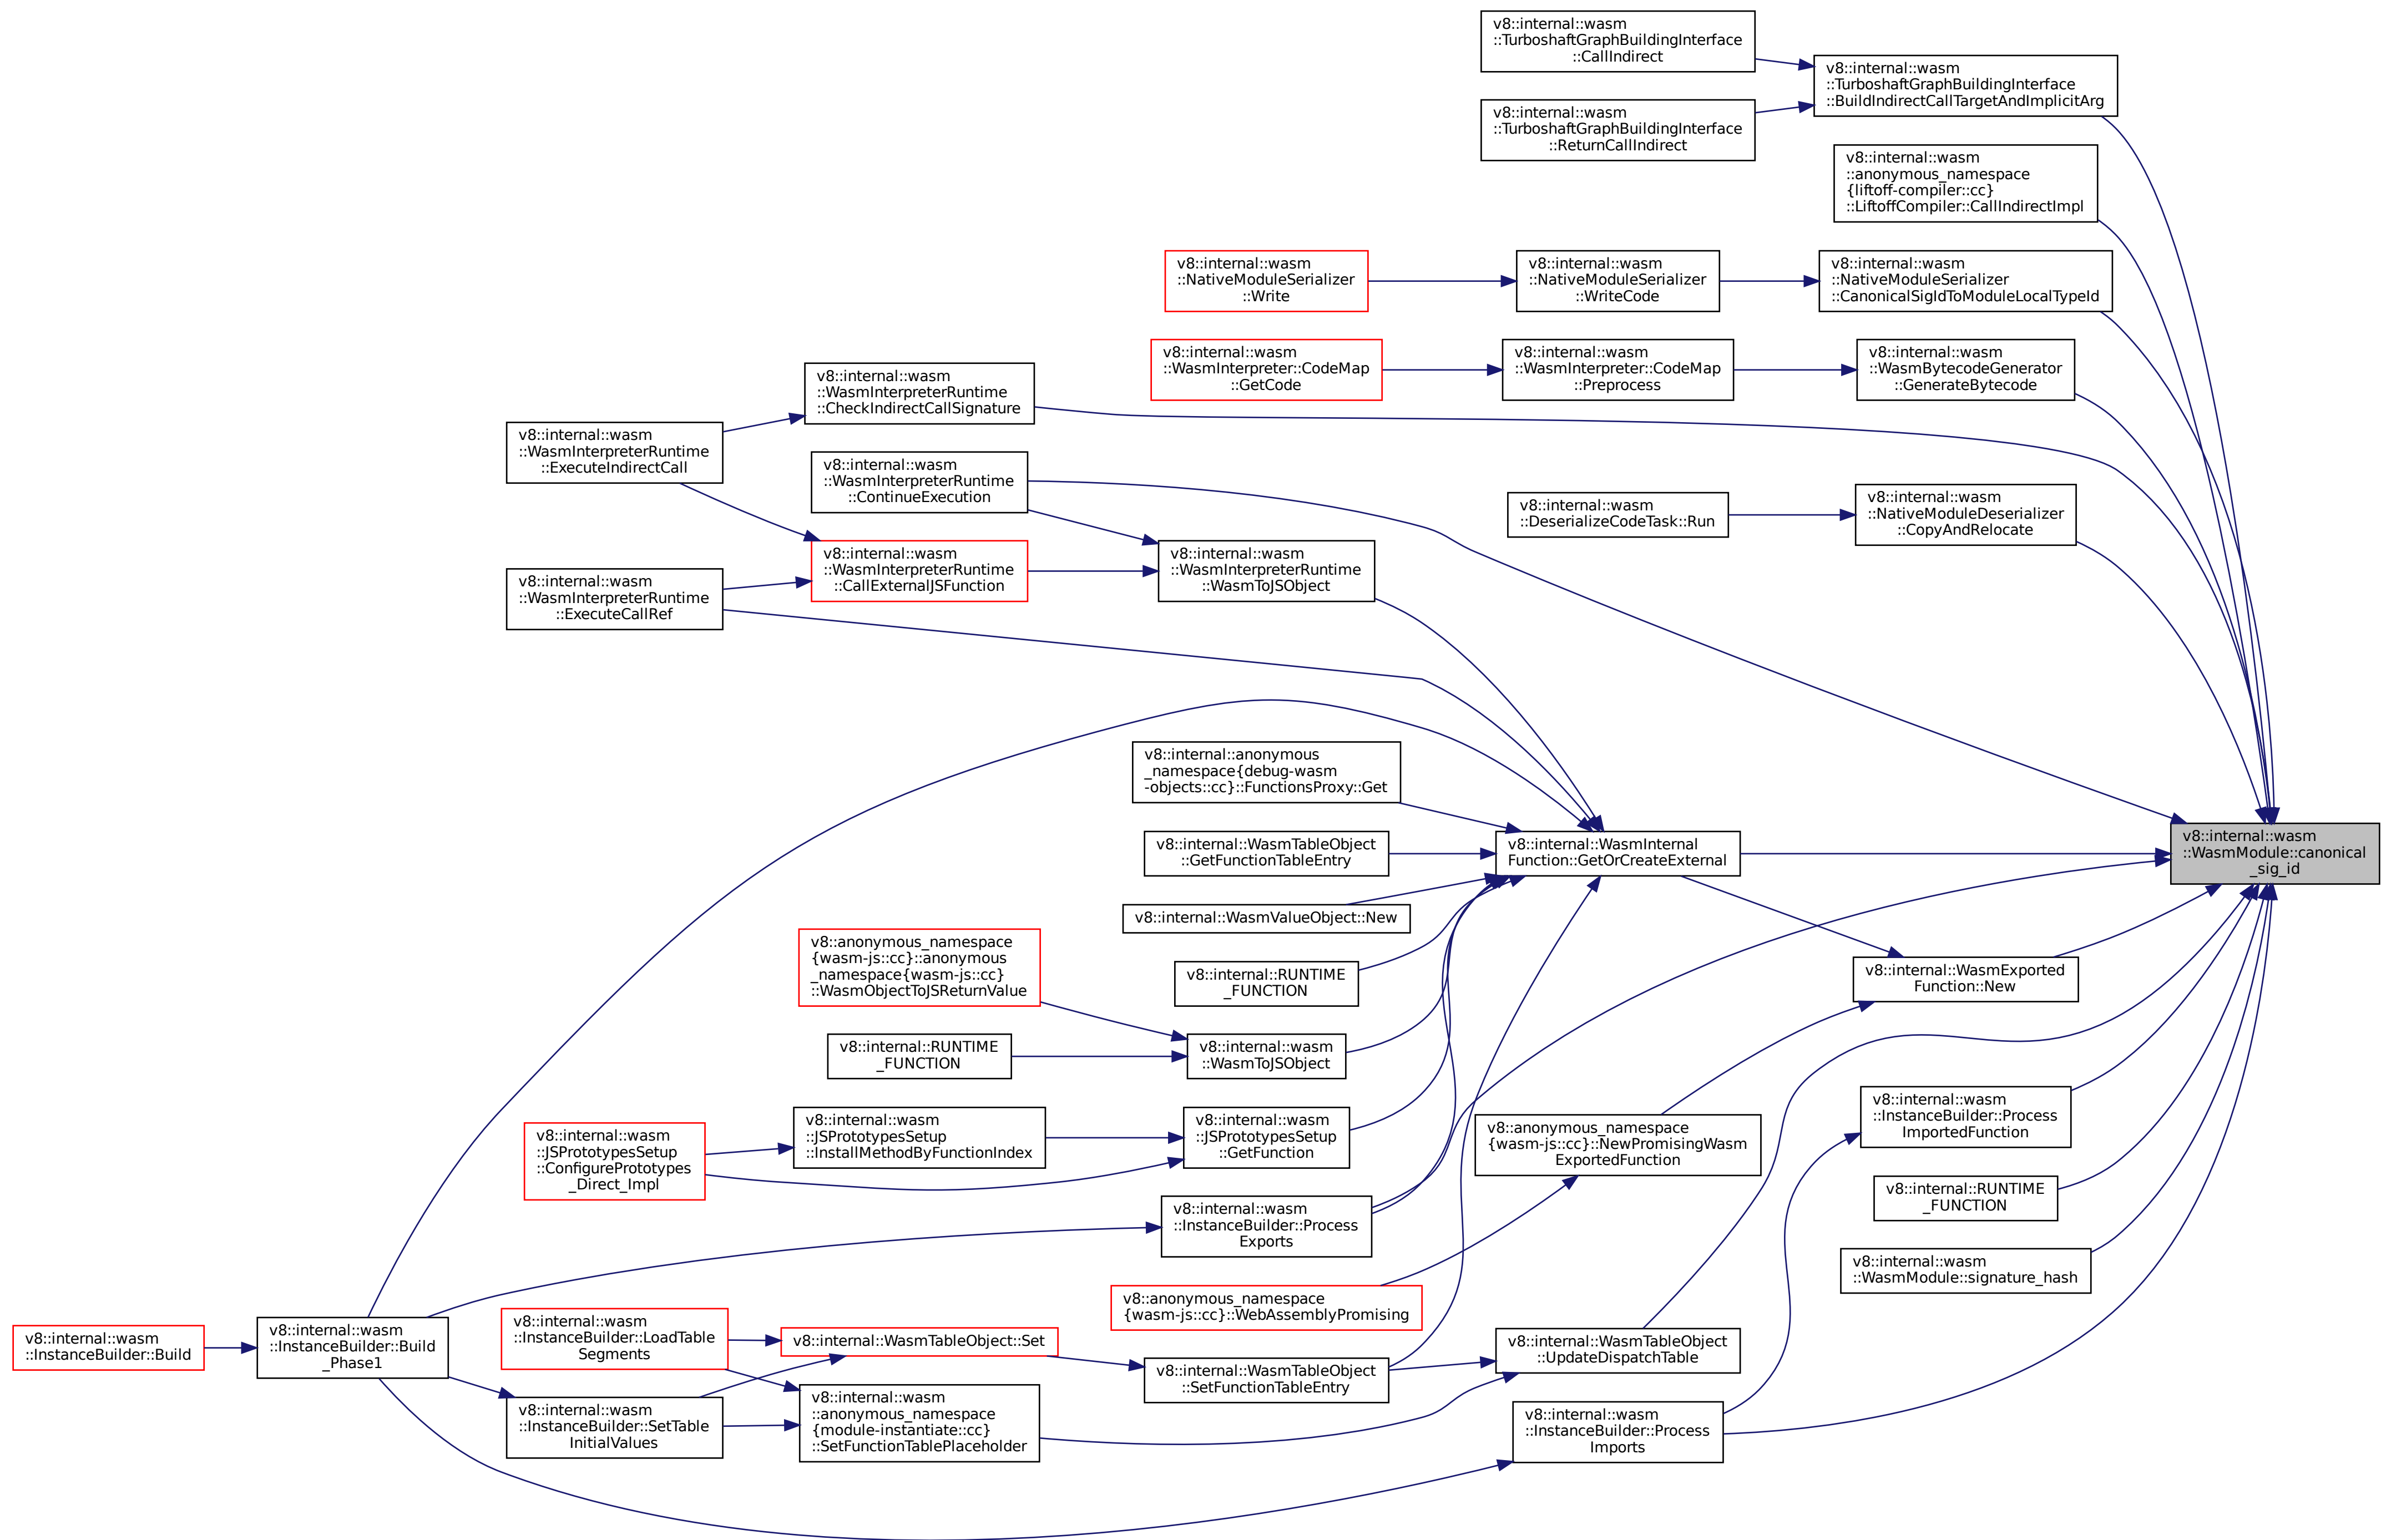 v8::internal::wasm
::TurboshaftGraphBuildingInterface
::CallIndirect
v8::internal::wasm
::TurboshaftGraphBuildingInterface
::BuildIndirectCallTargetAndImplicitArg
v8::internal::wasm
::TurboshaftGraphBuildingInterface
::ReturnCallIndirect
v8::internal::wasm
::anonymous_namespace
{liftoff-compiler::cc}
::LiftoffCompiler::CallIndirectImpl
v8::internal::wasm
::NativeModuleSerializer
::Write
v8::internal::wasm
::NativeModuleSerializer
::WriteCode
v8::internal::wasm
::NativeModuleSerializer
::CanonicalSigIdToModuleLocalTypeId
v8::internal::wasm
::WasmInterpreter::CodeMap
::GetCode
v8::internal::wasm
::WasmInterpreter::CodeMap
::Preprocess
v8::internal::wasm
::WasmBytecodeGenerator
::GenerateBytecode
v8::internal::wasm
::WasmInterpreterRuntime
::CheckIndirectCallSignature
v8::internal::wasm
::WasmInterpreterRuntime
::ExecuteIndirectCall
v8::internal::wasm
::WasmInterpreterRuntime
::ContinueExecution
v8::internal::wasm
::DeserializeCodeTask::Run
v8::internal::wasm
::NativeModuleDeserializer
::CopyAndRelocate
v8::internal::wasm
::WasmInterpreterRuntime
::ExecuteCallRef
v8::internal::wasm
::WasmInterpreterRuntime
::CallExternalJSFunction
v8::internal::wasm
::WasmInterpreterRuntime
::WasmToJSObject
v8::internal::anonymous
_namespace{debug-wasm
-objects::cc}::FunctionsProxy::Get
v8::internal::WasmTableObject
::GetFunctionTableEntry
v8::internal::WasmInternal
Function::GetOrCreateExternal
v8::internal::wasm
::WasmModule::canonical
_sig_id
v8::internal::WasmValueObject::New
v8::anonymous_namespace
{wasm-js::cc}::anonymous
_namespace{wasm-js::cc}
::WasmObjectToJSReturnValue
v8::internal::RUNTIME
_FUNCTION
v8::internal::WasmExported
Function::New
v8::internal::RUNTIME
_FUNCTION
v8::internal::wasm
::WasmToJSObject
v8::internal::wasm
::JSPrototypesSetup
::ConfigurePrototypes
_Direct_Impl
v8::internal::wasm
::JSPrototypesSetup
::InstallMethodByFunctionIndex
v8::internal::wasm
::JSPrototypesSetup
::GetFunction
v8::anonymous_namespace
{wasm-js::cc}::NewPromisingWasm
ExportedFunction
v8::internal::wasm
::InstanceBuilder::Process
ImportedFunction
v8::internal::RUNTIME
_FUNCTION
v8::internal::wasm
::InstanceBuilder::Process
Exports
v8::internal::wasm
::WasmModule::signature_hash
v8::anonymous_namespace
{wasm-js::cc}::WebAssemblyPromising
v8::internal::wasm
::InstanceBuilder::Build
v8::internal::wasm
::InstanceBuilder::Build
_Phase1
v8::internal::wasm
::InstanceBuilder::LoadTable
Segments
v8::internal::WasmTableObject::Set
v8::internal::WasmTableObject
::SetFunctionTableEntry
v8::internal::WasmTableObject
::UpdateDispatchTable
v8::internal::wasm
::InstanceBuilder::SetTable
InitialValues
v8::internal::wasm
::anonymous_namespace
{module-instantiate::cc}
::SetFunctionTablePlaceholder
v8::internal::wasm
::InstanceBuilder::Process
Imports